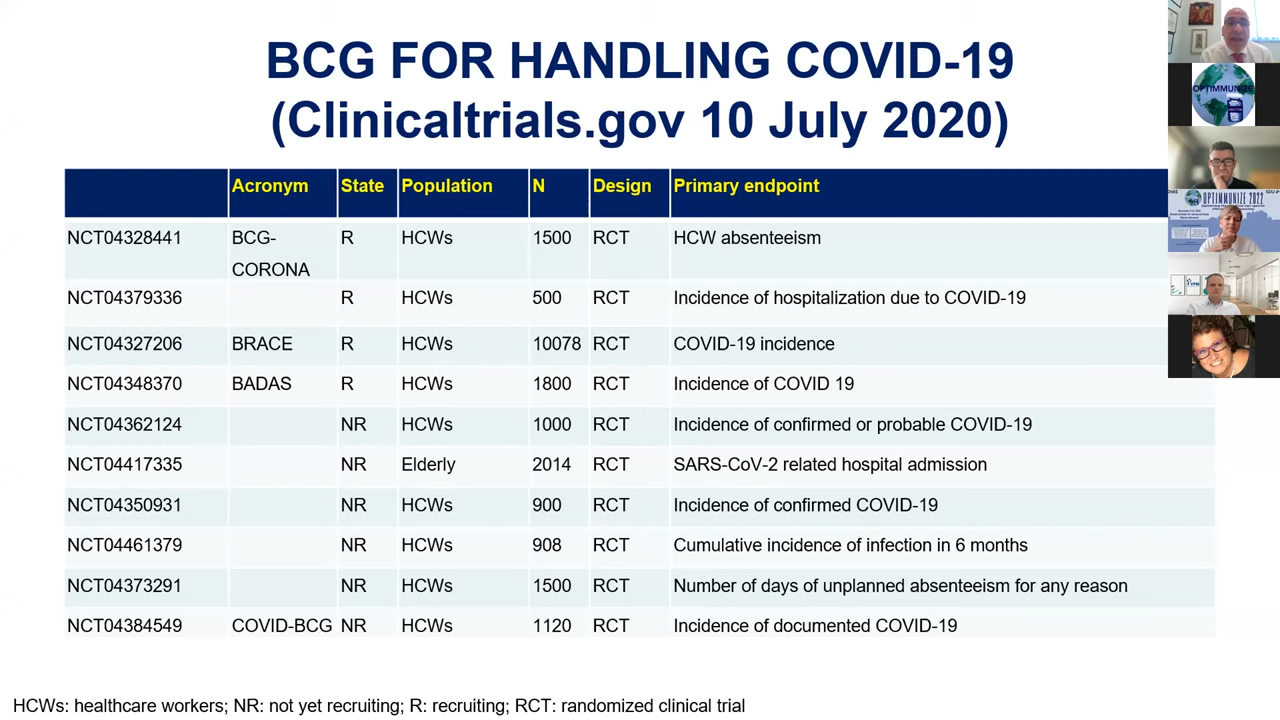 BCG FOR HANDLING COVID-19
(Clinicaltrials.gov 10 July 2020)
Acronym State Population N Design Primary endpoint
NCT04328441 BCG- R HCWs 1500 RCT HCW absenteeism
CORONA
NCT04379336 R HCWs 500 RCT Incidence of hospitalization due to COVID-19
NCT04327206 BRACE R HCWs 10078 RCT COVID-19 incidence
NCT04348370 BADAS R HCWs 1800 RCT Incidence of COVID 19
NCT04362124 NR HCWs 1000 RCT Incidence of confirmed or probable COVID-19
NCT04417335 NR Elderly 2014 RCT SARS-CoV-2 related hospital admission
NCT04350931 NR HCWs 900 RCT Incidence of confirmed COVID-19
NCT04461379 NR HCWs 908 RCT Cumulative incidence of infection in 6 months
NCT04373291 NR HCWs 1500 RCT Number of days of unplanned absenteeism for any reason
NCT04384549 COVID-BCG NR HCWs 1120 RCT Incidence of documented COVID-19
HCWs: healthcare workers; NR: not yet recruiting; R: recruiting; RCT: randomized clinical trial
OPTIMMUNIZE
OPTIMMUNIZE 2022